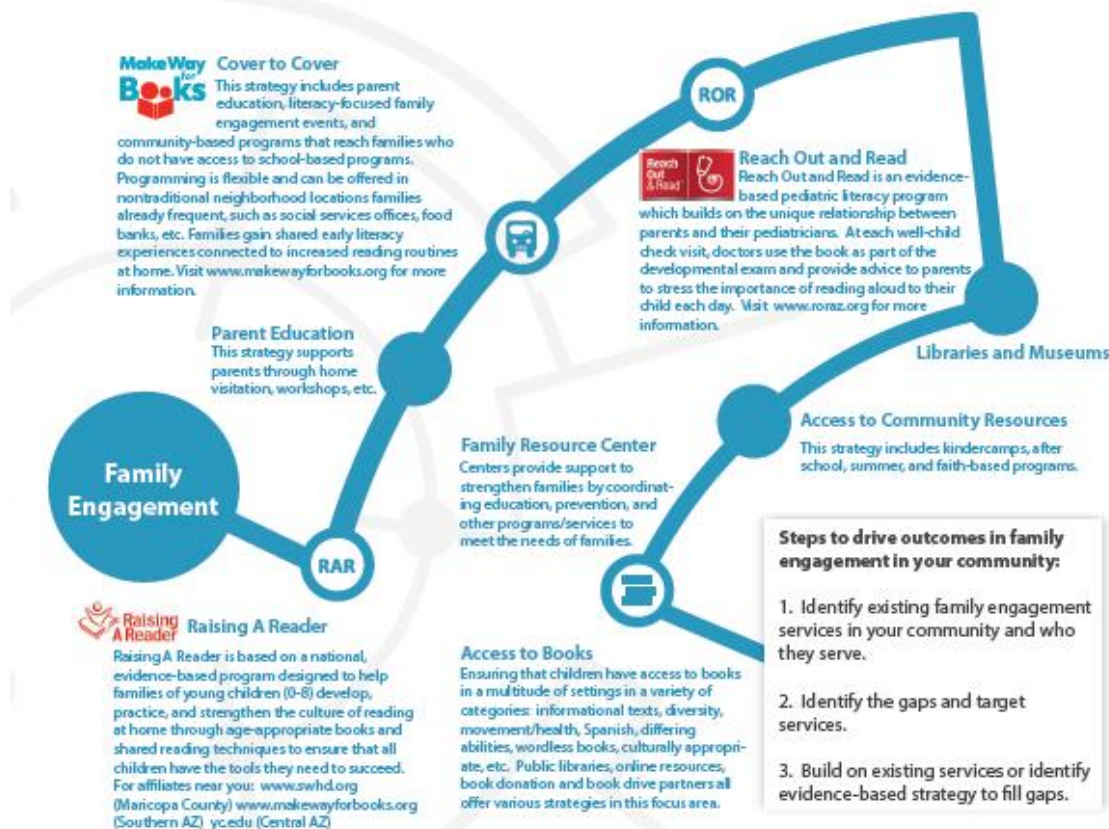 Make Way
for
Books
Cover to Cover
This strategy includes parent
education, literacy-focused family
engagement events, and
community-based programs that reach families who
do not have access to school-based programs.
Programming is flexible and can be offered in
nontraditional neighborhood locations families
already frequent, such as social services offices, food
banks, etc. Families gain shared early literacy
experiences connected to increased reading routines
at home. Visit www.makewayforbooks.org for more
information.
ROR
Reach
Out
& Read
Reach Out and Read
Reach Out and Read is an evidence-
based pediatric literacy program
which builds on the unique relationship between
parents and their pediatricians. At each well-child
check visit, doctors use the book as part of the
developmental exam and provide advice to parents
to stress the importance of reading aloud to their
child each day. Visit www.roraz.org for more
information.
Parent Education
This strategy supports
parents through home
visitation, workshops, etc.
Libraries and Museums
Access to Community Resources
This strategy includes kindercamps, after
school, summer, and faith-based programs.
Family
Engagement
Family Resource Center
Centers provide support to
strengthen families by coordinat-
ing education, prevention, and
other programs/services to
meet the needs of families.
RAR
Raising
A Reader
Raising A Reader
Raising A Reader is based on a national,
evidence-based program designed to help
families of young children (0-8) develop,
practice, and strengthen the culture of reading
at home through age-appropriate books and
shared reading techniques to ensure that all
children have the tools they need to succeed.
For affiliates near you: www.swhd.org
(Maricopa County) www.makewayforbooks.org
(Southern AZ) yc.edu (Central AZ)
Access to Books
Ensuring that children have access to books
in a multitude of settings in a variety of
categories: informational texts, diversity,
movement/health, Spanish, differing
abilities, wordless books, culturally appropri-
ate, etc. Public libraries, online resources,
book donation and book drive partners all
offer various strategies in this focus area.
Steps to drive outcomes in family
engagement in your community:
1. Identify existing family engagement
services in your community and who
they serve.
2. Identify the gaps and target
services.
3. Build on existing services or identify
evidence-based strategy to fill gaps.